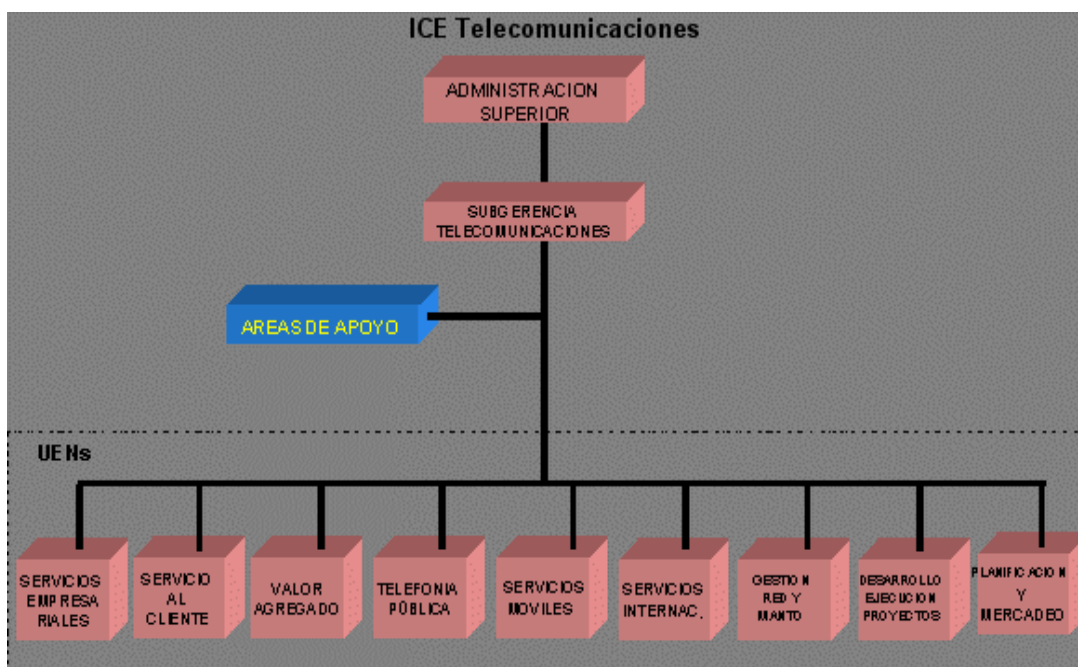 ICE Telecomunicaciones
ADMINISTRACION
SUPERIOR
SUBGERENCIA
TELECOMUNICACIONES
AREAS DE APOYO
UENs
SERVICIOS
EMPRESA
RIALES
SERVICIO
AL
CLIENTE
VALOR
AGREGADO
TELEFONIA
PÚBLICA
SERVICIOS
MOVILES
SERVICIOS
INTERNAC.
GESTION
RED Y
MANTO
DESARROLLO
EJECUCION
PROYECTOS
PLANIFICACION
Y
MERCADEO